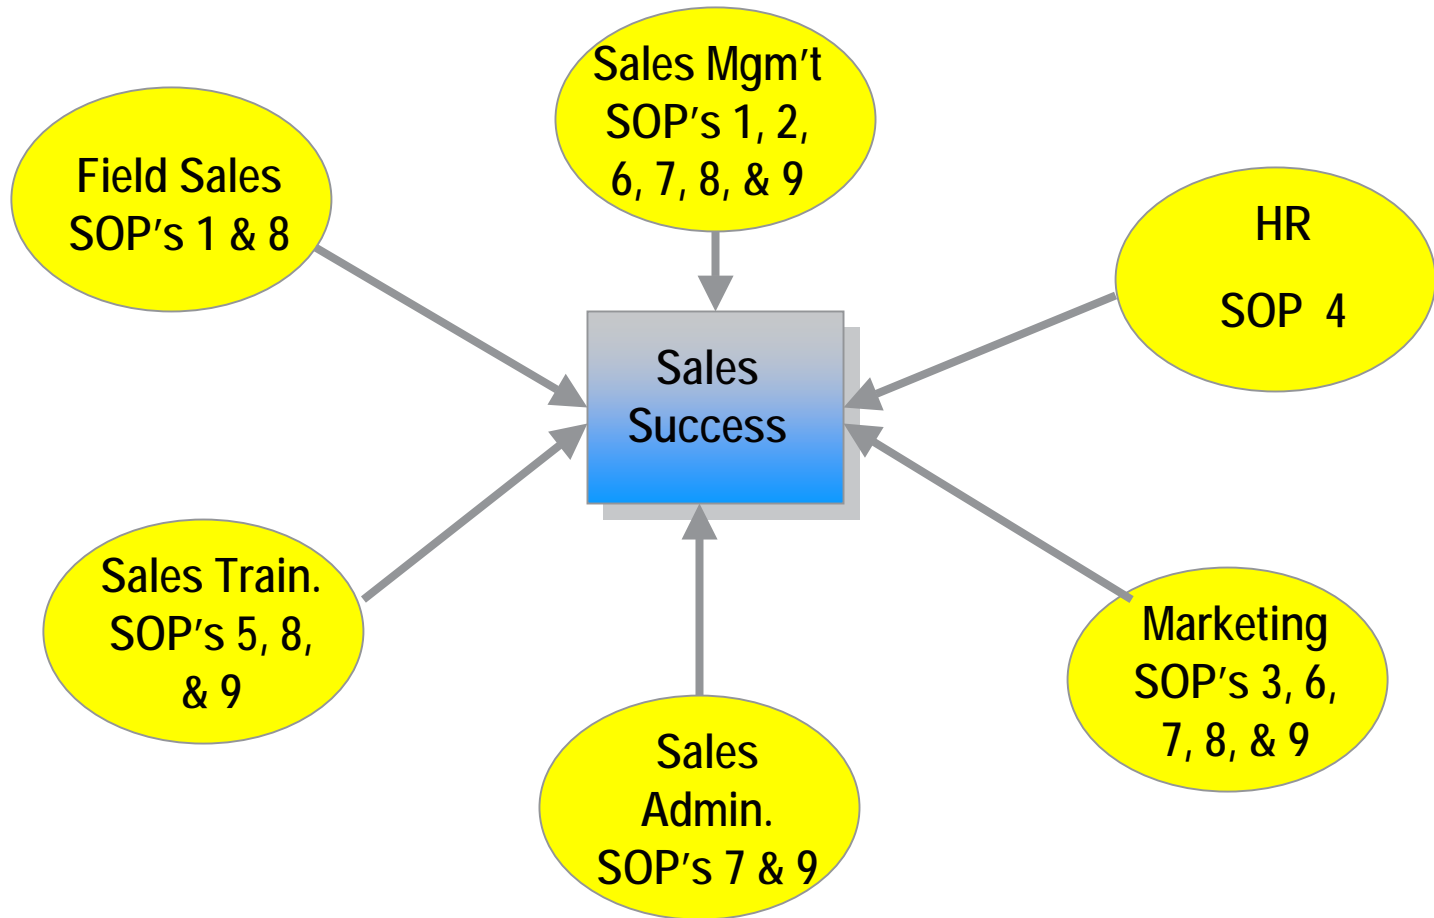 Sales Mgm't
SOP's 1, 2,
6, 7, 8, & 9
Field Sales
SOP's 1 & 8
HR
SOP 4
Sales
Success
Sales Train.
SOP's 5, 8,
& 9
Marketing
SOP's 3, 6,
7, 8, & 9
Sales
Admin.
SOP's 7 & 9